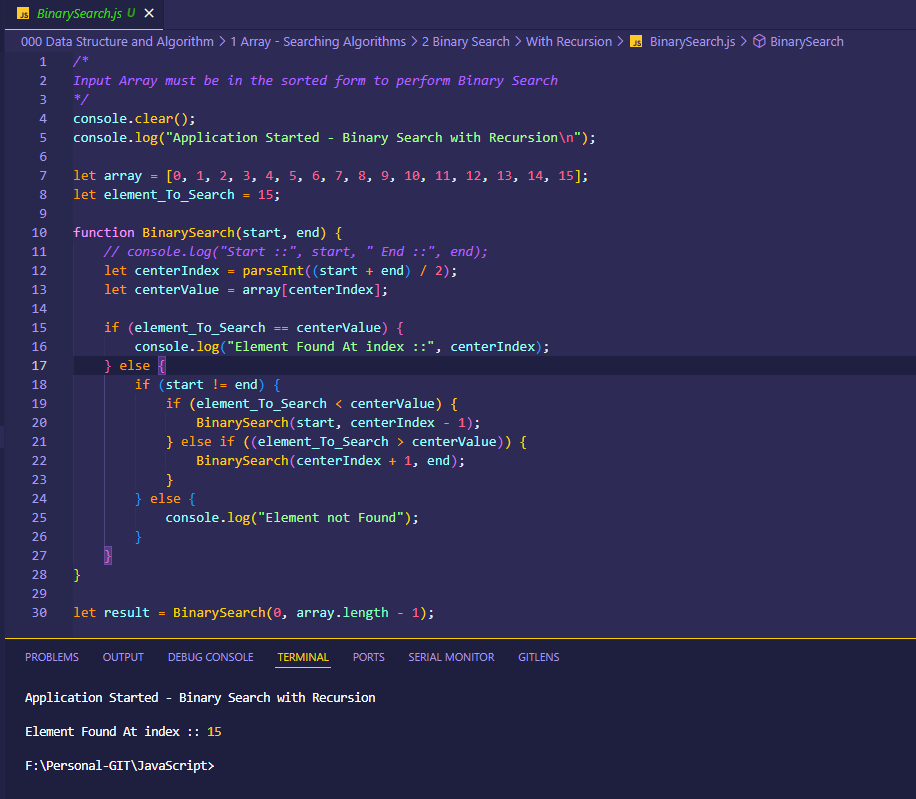 JS BinarySearch.js U ✕
000 Data Structure and Algorithm > 1 Array - Searching Algorithms > 2 Binary Search > With Recursion > JS BinarySearch.js > BinarySearch
1 /*
2 Input Array must be in the sorted form to perform Binary Search
3 */
4 console.clear();
5 console.log("Application Started - Binary Search with Recursion\n");
6
7 let array = [0, 1, 2, 3, 4, 5, 6, 7, 8, 9, 10, 11, 12, 13, 14, 15];
8 let element_To_Search = 15;
9
10 function BinarySearch(start, end) {
11     // console.log("Start ::", start, " End ::", end);
12     let centerIndex = parseInt((start + end) / 2);
13     let centerValue = array[centerIndex];
14
15     if (element_To_Search == centerValue) {
16         console.log("Element Found At index ::", centerIndex);
17     } else {
18         if (start != end) {
19             if (element_To_Search < centerValue) {
20                 BinarySearch(start, centerIndex - 1);
21             } else if ((element_To_Search > centerValue)) {
22                 BinarySearch(centerIndex + 1, end);
23             }
24         } else {
25             console.log("Element not Found");
26         }
27     }
28 }
29
30 let result = BinarySearch(0, array.length - 1);
PROBLEMS OUTPUT DEBUG CONSOLE TERMINAL PORTS SERIAL MONITOR GITLENS
Application Started - Binary Search with Recursion
Element Found At index :: 15
F:\Personal-GIT\JavaScript>